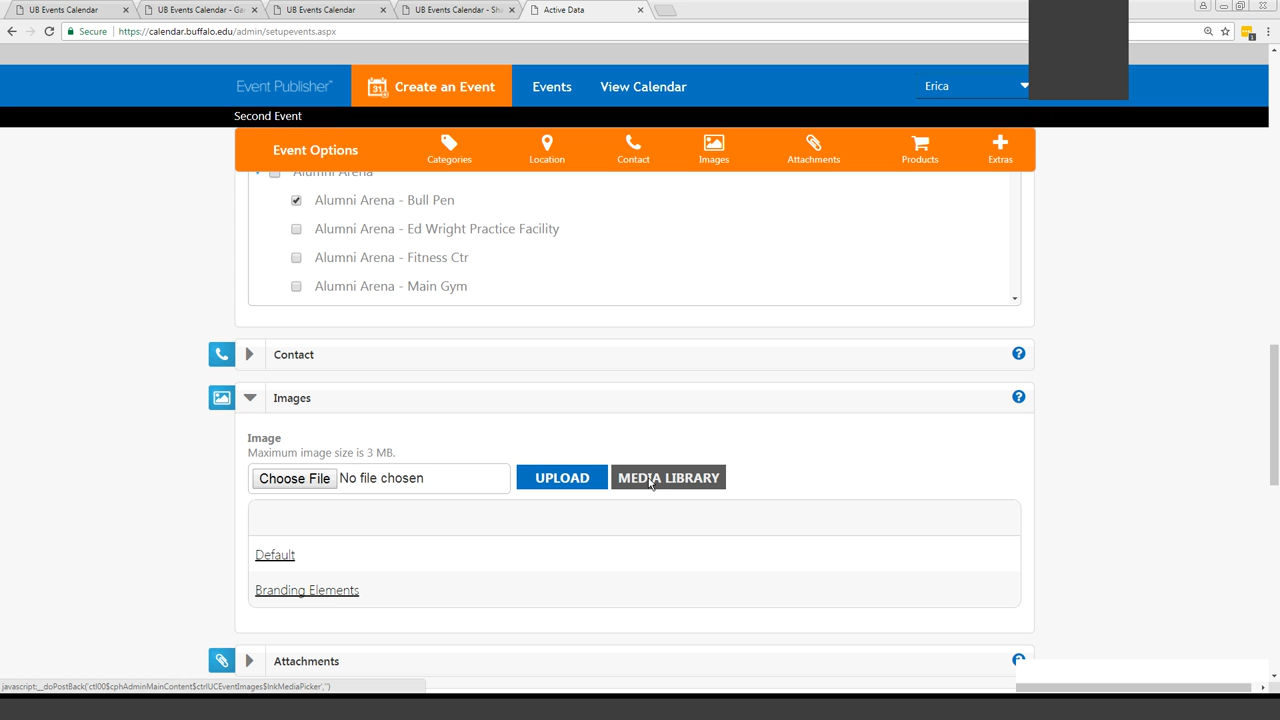 UB Events Calendar
UB Events Calendar - Ga
UB Events Calendar
UB Events Calendar - Sha
Active Data
Secure
https://calendar.buffalo.edu/admin/setupevents.aspx
Event Publisher™
Create an Event
Events
View Calendar
Erica
Second Event
Event Options
Categories
Location
Contact
Images
Attachments
Products
Extras
Alumni Arena
Alumni Arena - Bull Pen
Alumni Arena - Ed Wright Practice Facility
Alumni Arena - Fitness Ctr
Alumni Arena - Main Gym
Contact
Images
Image
Maximum image size is 3 MB.
Choose File No file chosen
UPLOAD
MEDIA LIBRARY
Default
Branding Elements
Attachments
javascript:__doPostBack('ctl00$cphAdminMainContent$ctrlUCEventImages$lnkMediaPicker','')